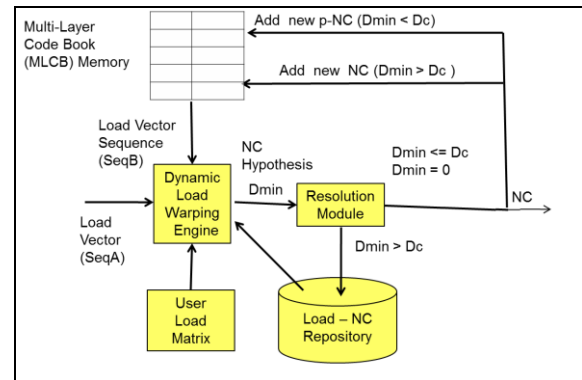 Multi-Layer
Code Book
(MLCB) Memory
Add new p-NC (Dmin < Dc)
Add new NC (Dmin > Dc )
Load Vector
Sequence
(SeqB)
NC
Hypothesis
Dmin
Dmin <= Dc
Dmin = 0
Dynamic
Load
Warping
Engine
Resolution
Module
NC
Load
Vector
(SeqA)
Dmin > Dc
User
Load
Matrix
Load – NC
Repository